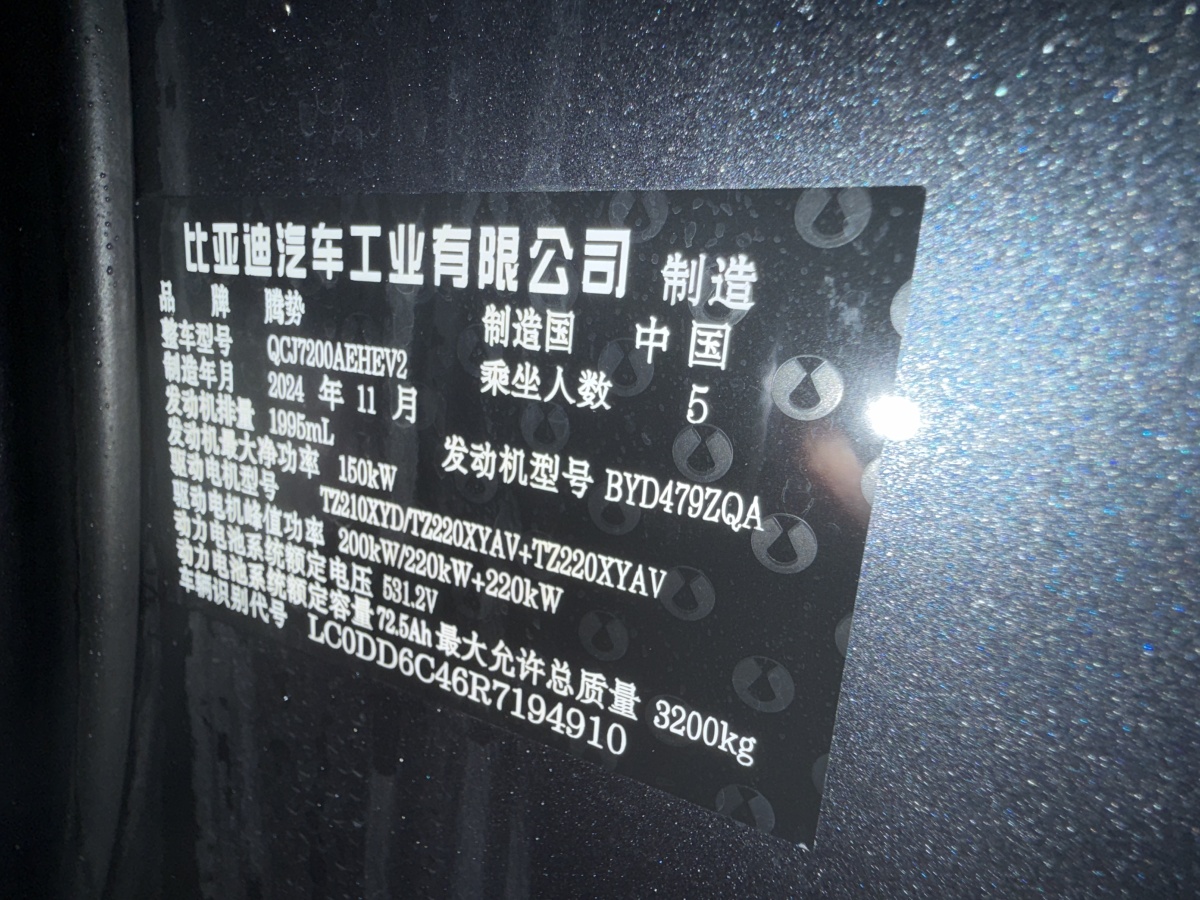 比亚迪汽车工业有限公司 制造
品牌 腾势 制造国 中国
整车型号 QCJ7200AEHEV2 乘坐人数 5
制造年月 2024 年 11 月
发动机排量 1995mL 发动机型号 BYD479ZQA
发动机最大净功率 150kW
驱动电机型号 TZ210XYD/TZ220XYAV+TZ220XYAV
驱动电机峰值功率 200kW/220kW+220kW
动力电池系统额定电压 531.2V
动力电池系统额定容量 72.5Ah 最大允许总质量 3200kg
车辆识别代号 LC0DD6C46R7194910